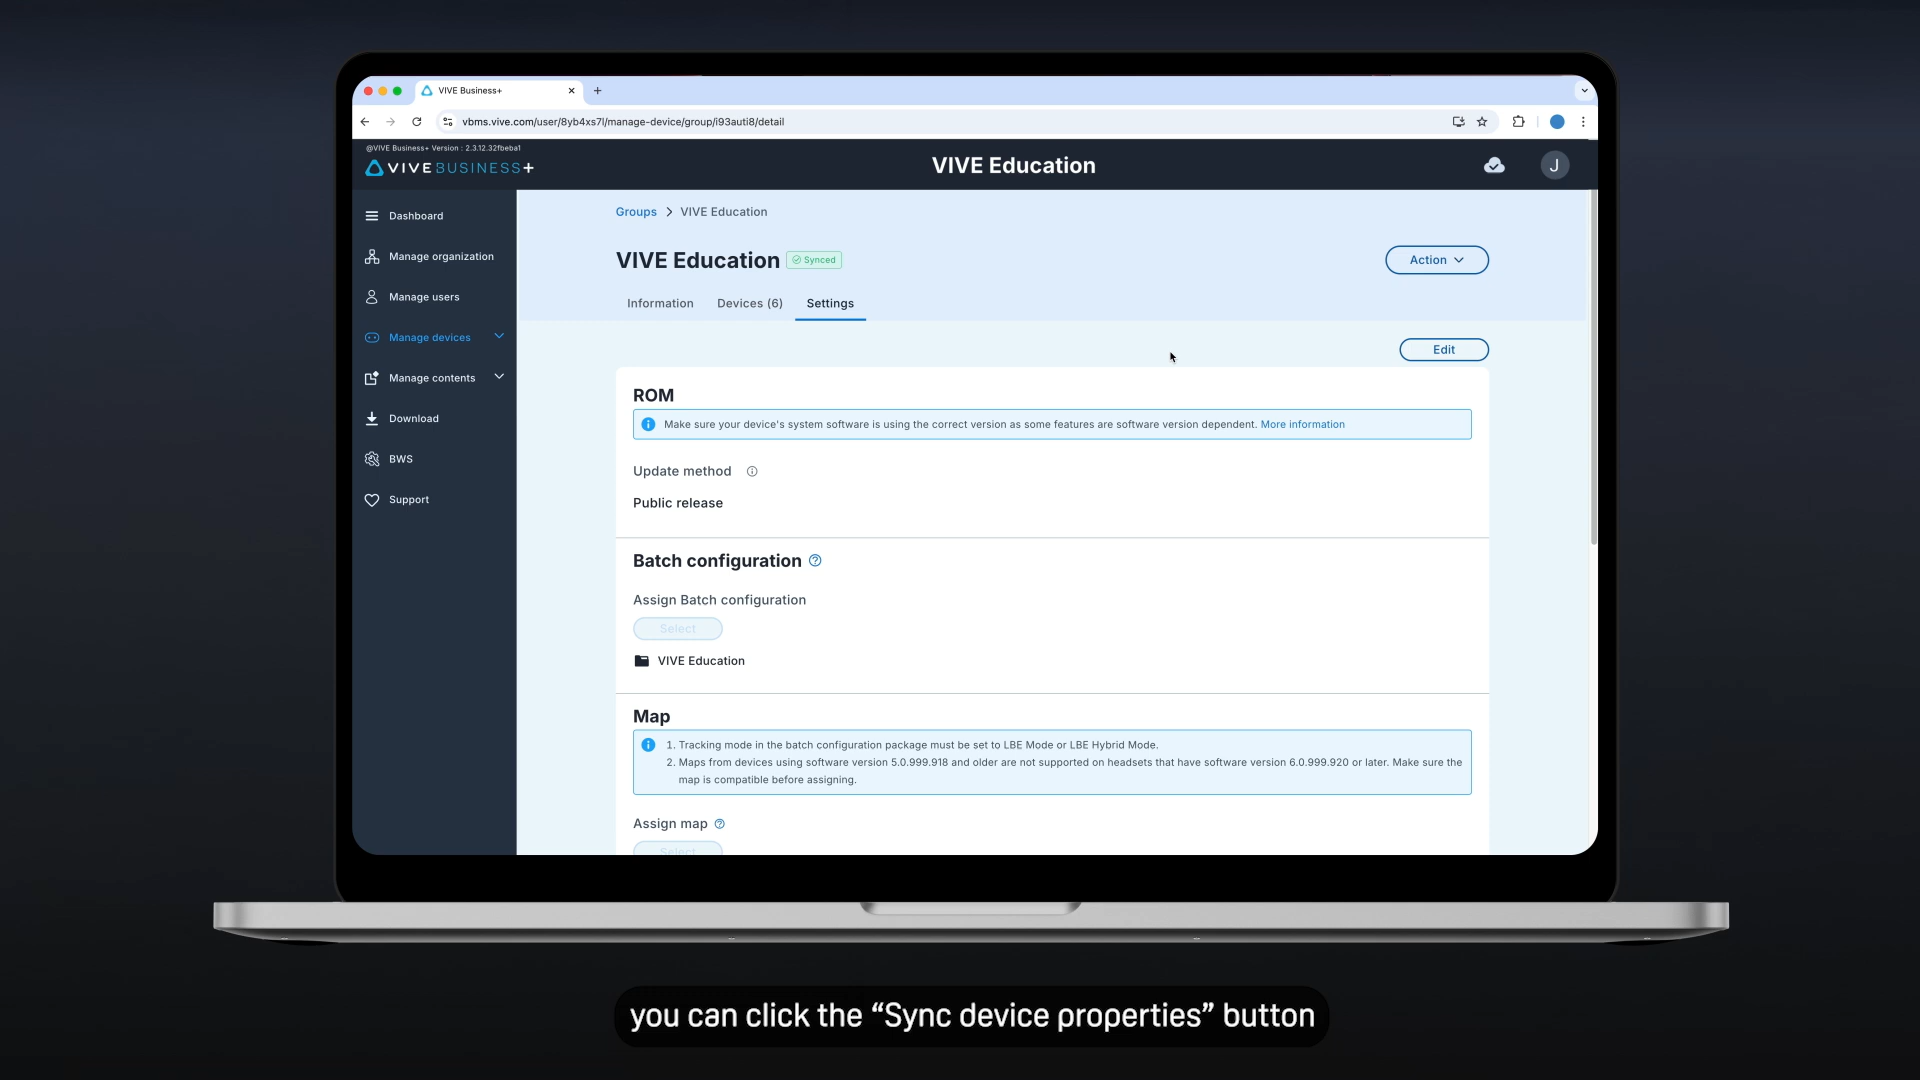 VIVE Business+
vbms.vive.com/user/8yb4xs7l/manage-device/group/i93auti8/detail
@VIVE Business+ Version : 2.3.12.32fbeba1
VIVE BUSINESS+
VIVE Education
J
Dashboard
Manage organization
Manage users
Manage devices
Manage contents
Download
BWS
Support
Groups > VIVE Education
VIVE Education
Synced
Action
Information
Devices (6)
Settings
Edit
ROM
Make sure your device's system software is using the correct version as some features are software version dependent. More information
Update method
Public release
Batch configuration
Assign Batch configuration
Select
VIVE Education
Map
1. Tracking mode in the batch configuration package must be set to LBE Mode or LBE Hybrid Mode.
2. Maps from devices using software version 5.0.999.918 and older are not supported on headsets that have software version 6.0.999.920 or later. Make sure the
map is compatible before assigning.
Assign map
Select
you can click the “Sync device properties” button